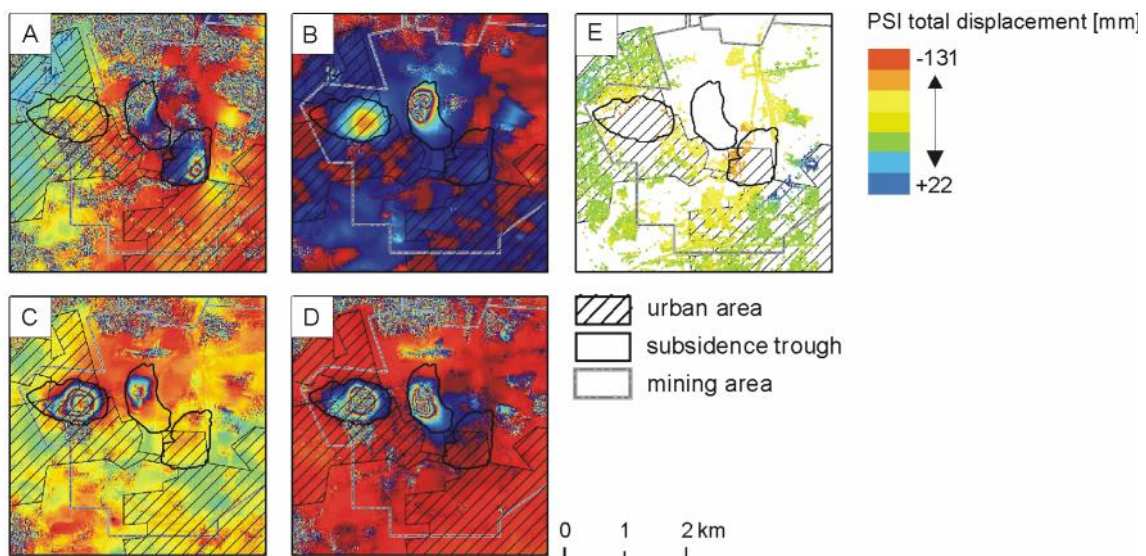 A
B
E
PSI total displacement [mm]
-131
+22
C
D
urban area
subsidence trough
mining area
0 1 2 km